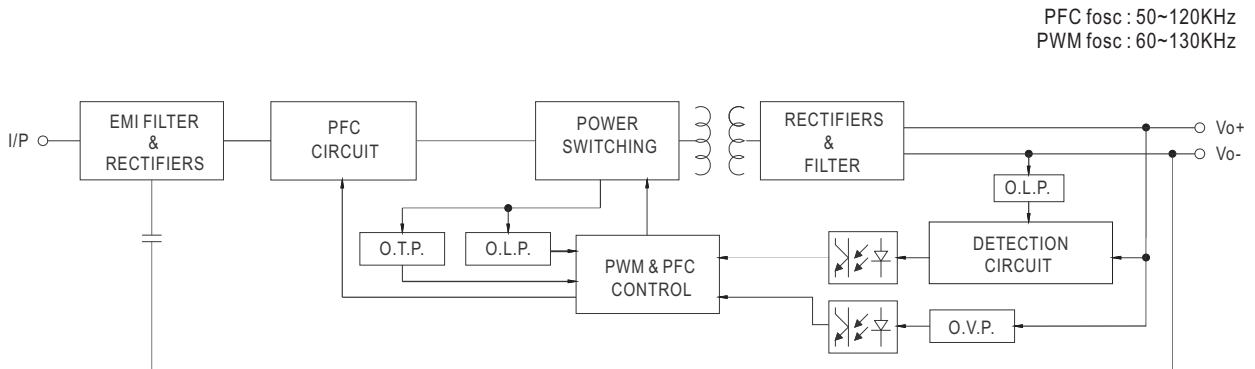 PFC fosc : 50~120KHz
PWM fosc : 60~130KHz
I/P
EMI FILTER
&
RECTIFIERS
PFC
CIRCUIT
POWER
SWITCHING
RECTIFIERS
&
FILTER
Vo+
Vo-
O.L.P.
O.T.P.
O.L.P.
PWM & PFC
CONTROL
DETECTION
CIRCUIT
O.V.P.